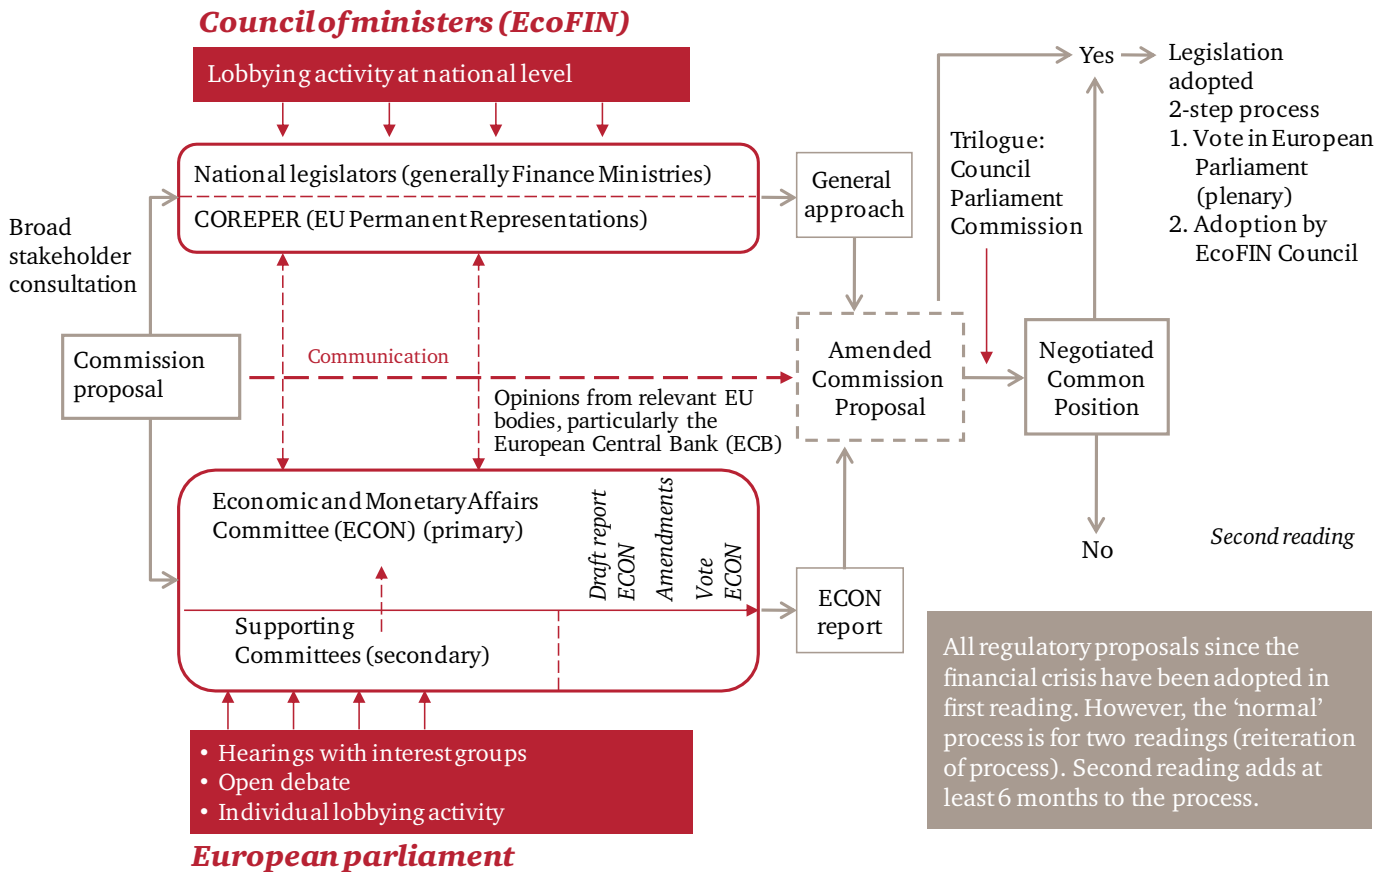 Council of ministers (EcoFIN)
Lobbying activity at national level
National legislators (generally Finance Ministries)
COREPER (EU Permanent Representations)
Broad
stakeholder
consultation
Commission
proposal
Communication
Opinions from relevant EU
bodies, particularly the
European Central Bank (ECB)
Economic and Monetary Affairs
Committee (ECON) (primary)
Draft report
ECON
Amendments
Vote
ECON
Supporting
Committees (secondary)
• Hearings with interest groups
• Open debate
• Individual lobbying activity
European parliament
General
approach
Amended
Commission
Proposal
ECON
report
Trilogue:
Council
Parliament
Commission
Negotiated
Common
Position
Yes
No
Legislation
adopted
2-step process
1. Vote in European
Parliament
(plenary)
2. Adoption by
EcoFIN Council
Second reading
All regulatory proposals since the
financial crisis have been adopted in
first reading. However, the ‘normal’
process is for two readings (reiteration
of process). Second reading adds at
least 6 months to the process.